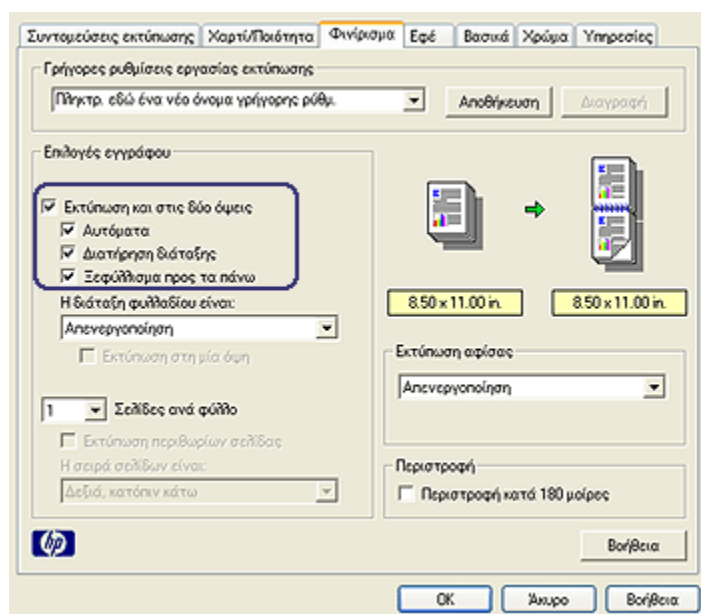 Συντομεύσεις εκτύπωσης Χαρτί/Ποιότητα Φινίρισμα Εφέ Βασικά Χρώμα Υπηρεσίες
Γρήγορες ρυθμίσεις εργασίας εκτύπωσης
Πληκτρ. εδώ ένα νέο όνομα γρήγορης ρύθμ. Αποθήκευση Διαγραφή
Επιλογές εγγράφου
Εκτύπωση και στις δύο όψεις
Αυτόματα
Διατήρηση διάταξης
Ξεφύλλισμα προς τα πάνω
Η διάταξη φυλλαδίου είναι:
Απενεργοποίηση
Εκτύπωση στη μία όψη
1 Σελίδες ανά φύλλο
Εκτύπωση περιθωρίων σελίδας
Η σειρά σελίδων είναι:
Δεξιά, κατόπιν κάτω
8.50 x 11.00 in. 8.50 x 11.00 in.
Εκτύπωση αφίσας
Απενεργοποίηση
Περιστροφή
Περιστροφή κατά 180 μοίρες
hp
Βοήθεια
OK Άκυρο Βοήθεια